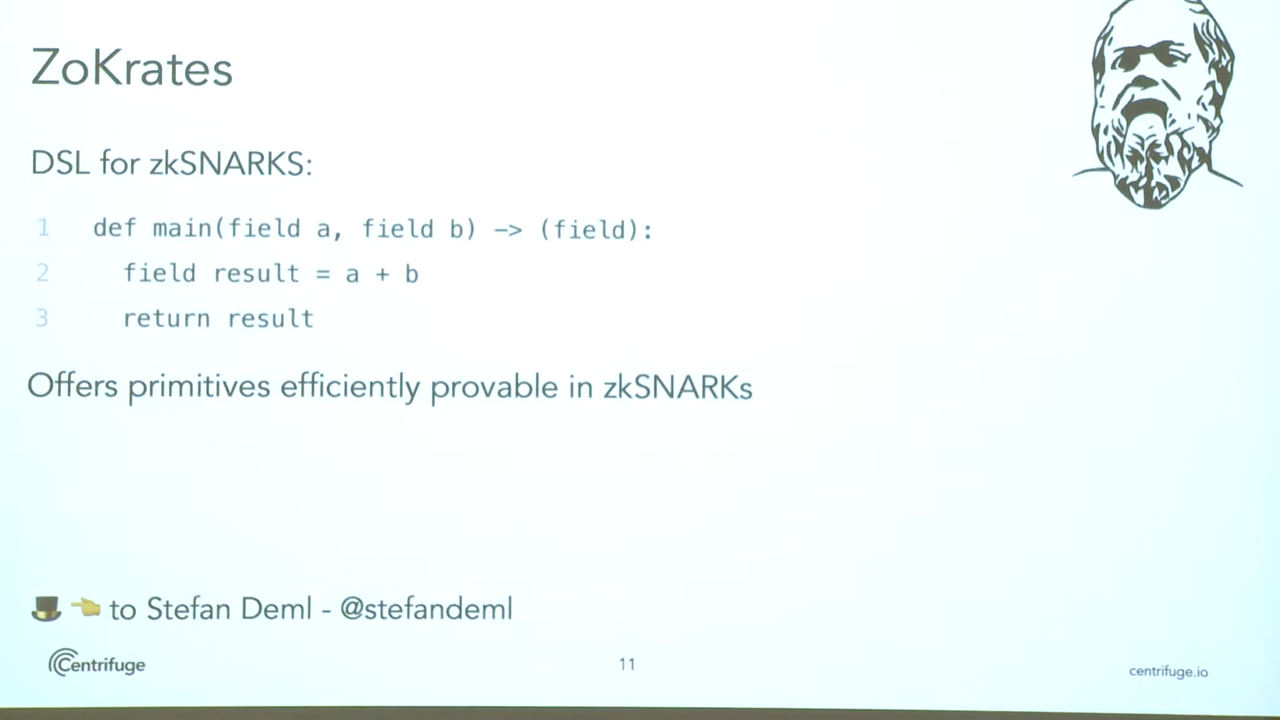 ZoKrates
DSL for zkSNARKS:
1 def main(field a, field b) -> (field):
2 field result = a + b
3 return result
Offers primitives efficiently provable in zkSNARKs
🎩 👈 to Stefan Deml - @stefandeml
Centrifuge
11
centrifuge.io